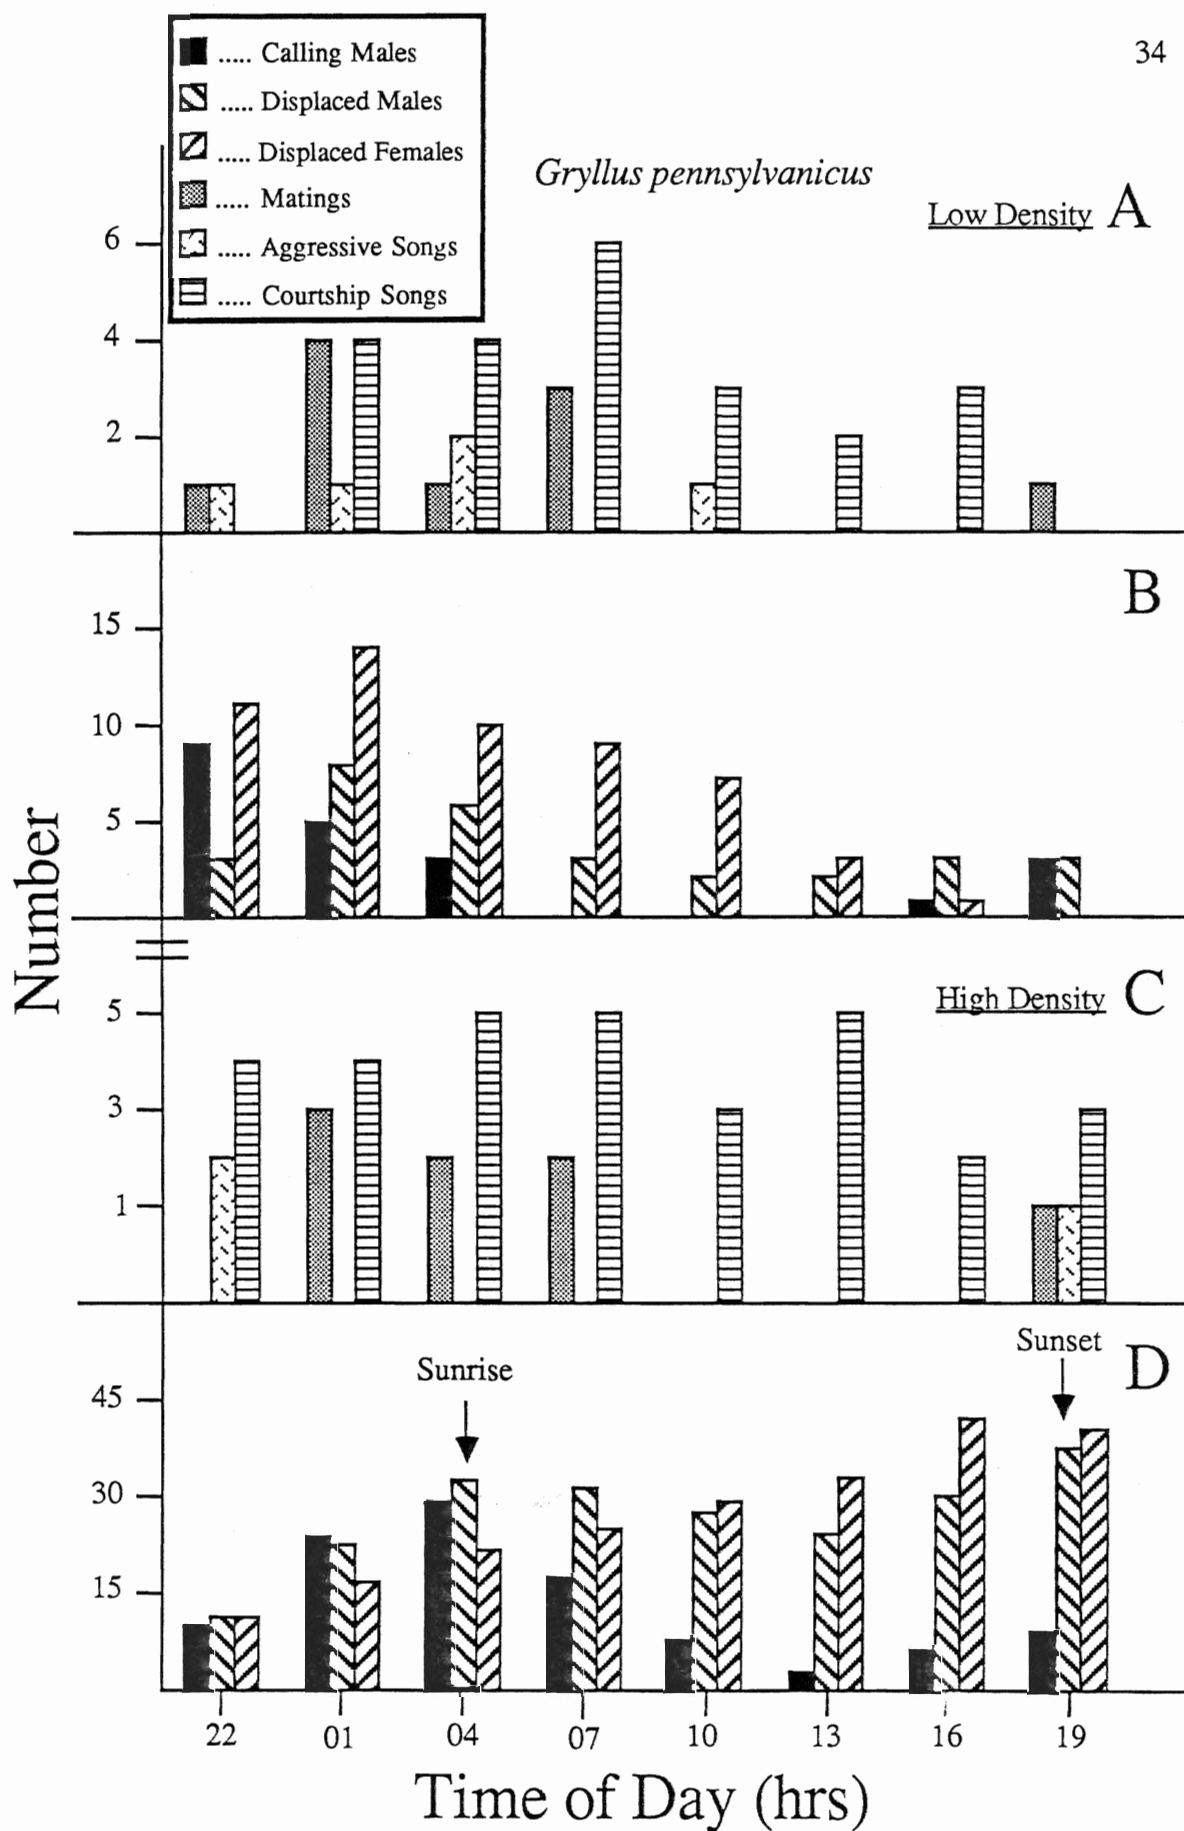 34
..... Calling Males
..... Displaced Males
..... Displaced Females
..... Matings
..... Aggressive Songs
..... Courtship Songs
Gryllus pennsylvanicus
Low Density A
6
4
2
B
15
10
5
Number
High Density C
5
3
1
D
Sunrise
Sunset
45
30
15
22 01 04 07 10 13 16 19
Time of Day (hrs)